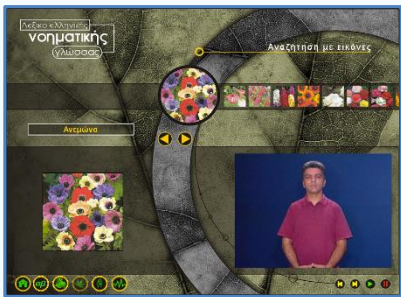 Λεξικό ελληνικής
νοηματικής
γλώσσας
Αναζήτηση με εικόνες
Ανεμώνα